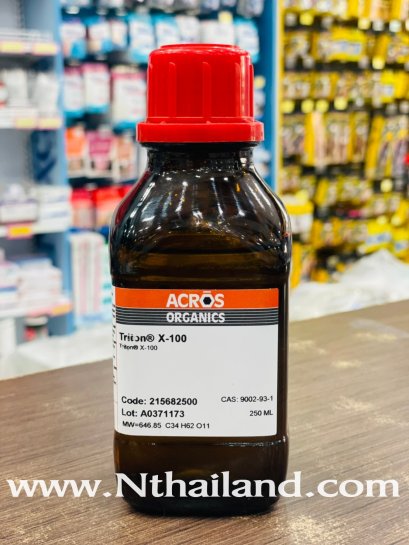 ACROS
ORGANICS
Triton® X-100
Triton® X-100
Code: 215682500
CAS: 9002-93-1
Lot: A0371173
250 ML
MW=646.85 C34 H62 O11
www.Nthailand.com